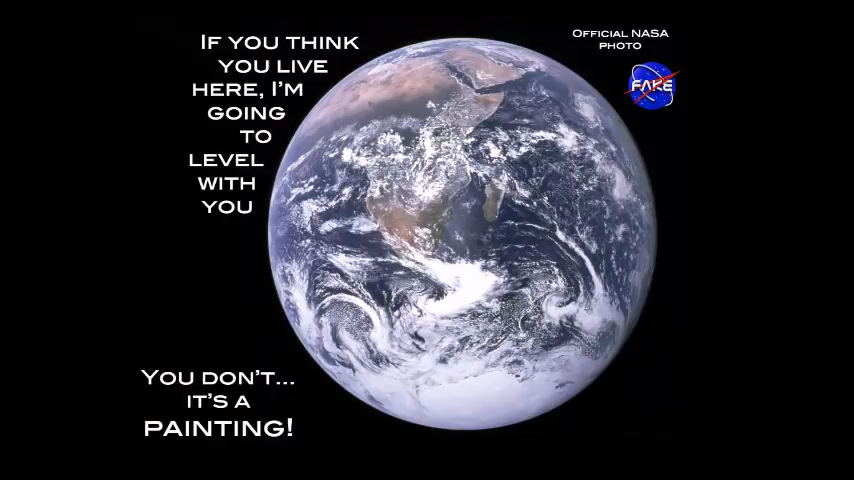 If you think
you live
here, I'm
going
to
level
with
you
Official NASA
photo
FAKE
You don't...
it's a
painting!